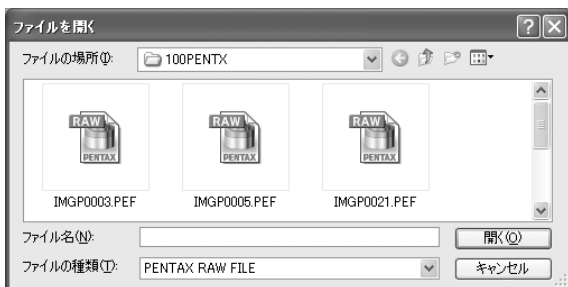 ファイルを開く
ファイルの場所(I): 100PENTX
RAW RAW RAW
PENTAX PENTAX PENTAX
IMGP0003.PEF IMGP0005.PEF IMGP0021.PEF
ファイル名(N): 開く(O)
ファイルの種類(T): PENTAX RAW FILE キャンセル